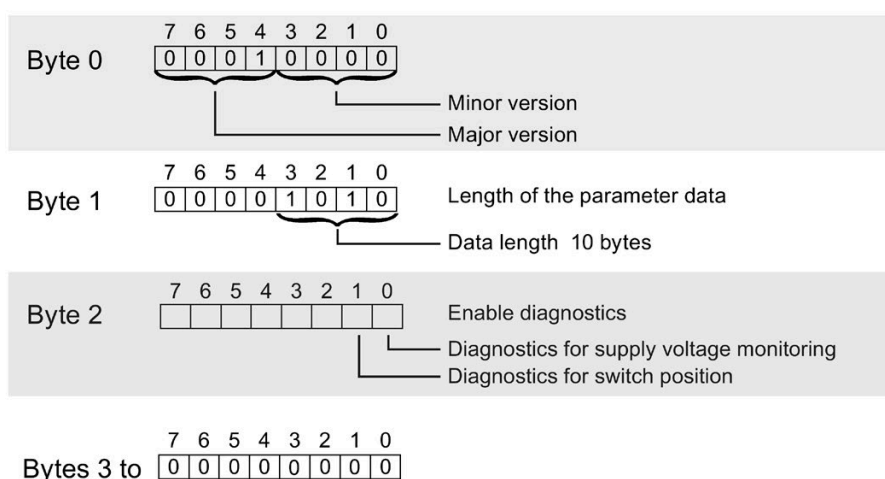 7 6 5 4 3 2 1 0
Byte 0 0 0 0 1 0 0 0 0
Minor version
Major version
7 6 5 4 3 2 1 0
Byte 1 0 0 0 0 1 0 1 0 Length of the parameter data
Data length 10 bytes
7 6 5 4 3 2 1 0
Byte 2 Enable diagnostics
Diagnostics for supply voltage monitoring
Diagnostics for switch position
7 6 5 4 3 2 1 0
Bytes 3 to 0 0 0 0 0 0 0 0